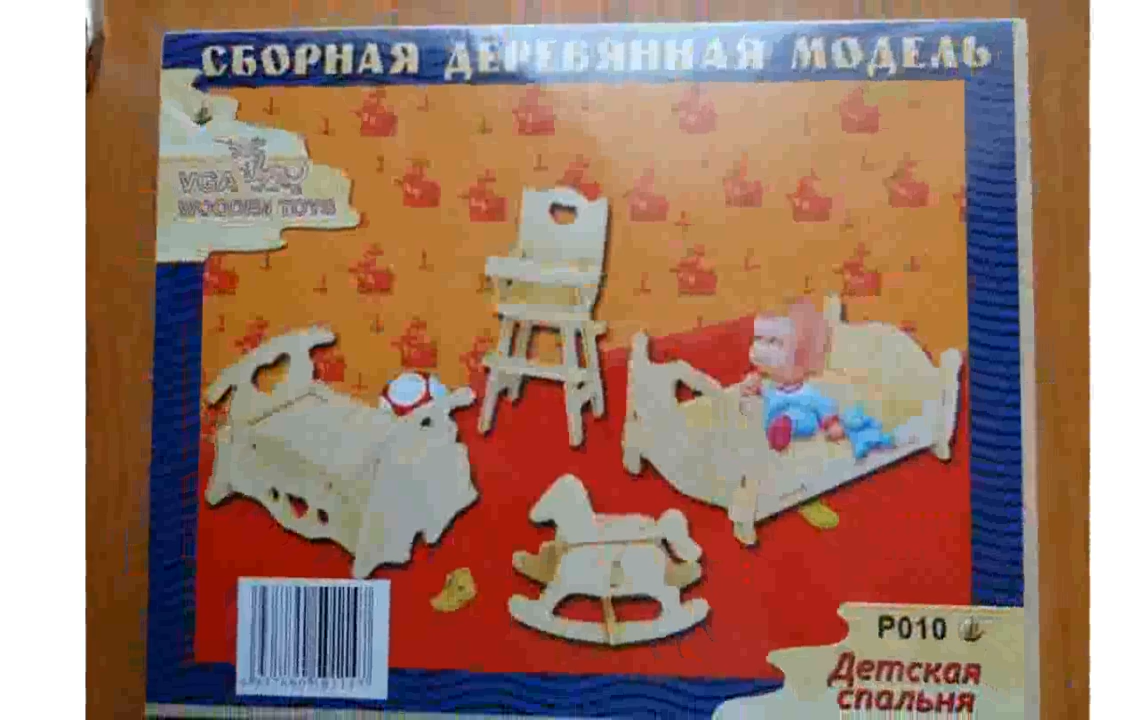 СБОРНАЯ ДЕРЕВЯННАЯ МОДЕЛЬ
VGA
WOODEN TOYS
P010
Детская
спальня